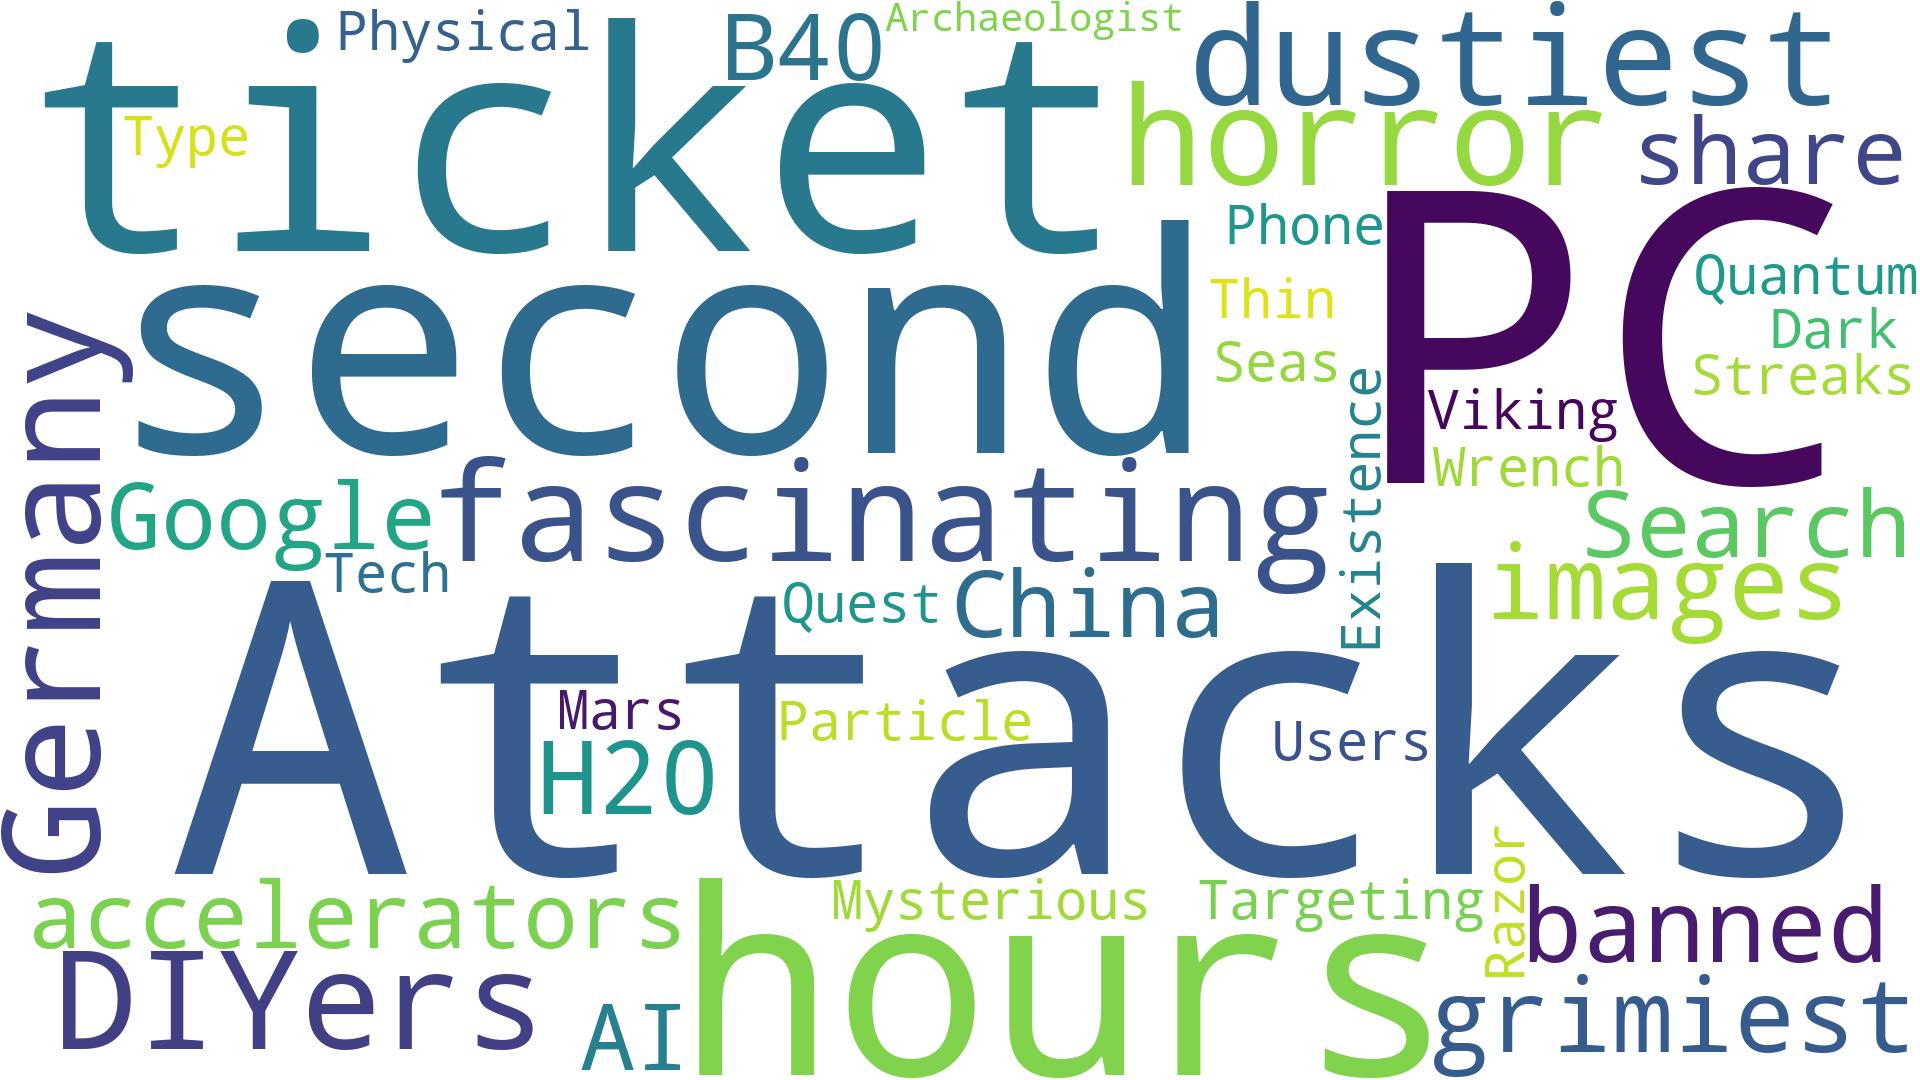 Physical
B40
Archaeologist
dustiest
ticket
Type
horror
share
PC
Phone
second
Thin
Quantum
Dark
Seas
Streaks
Existence
Viking
Wrench
Germany
Google
fascinating
Search
Tech
images
Quest
China
Attacks
Mars
Particle
Users
H20
accelerators
hours
Mysterious
Targeting
Razor
banned
DIYers
AI
grimiest